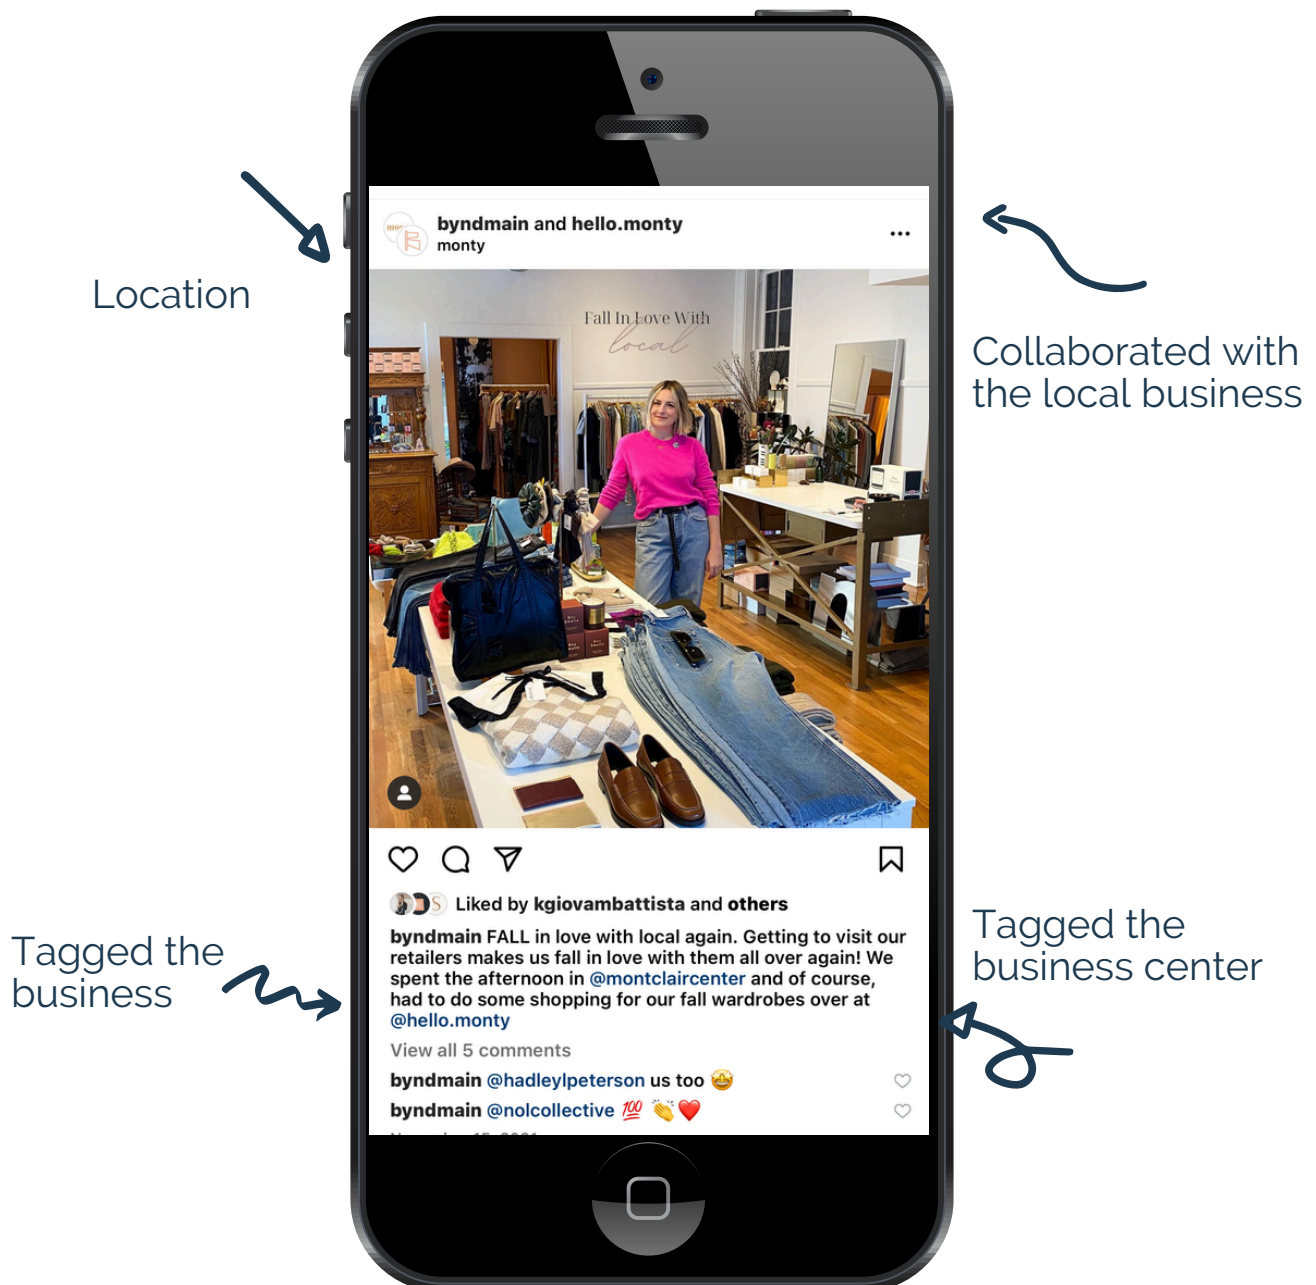 Location
Collaborated with
the local business
Tagged the
business
Tagged the
business center
byndmain and hello.monty
monty
Fall In Love With
local
Liked by kgiovambattista and others
byndmain FALL in love with local again. Getting to visit our
retailers makes us fall in love with them all over again! We
spent the afternoon in @montclaircenter and of course,
had to do some shopping for our fall wardrobes over at
@hello.monty
View all 5 comments
byndmain @hadleylpeterson us too 🤩
byndmain @nolcollective 💯 👏❤️